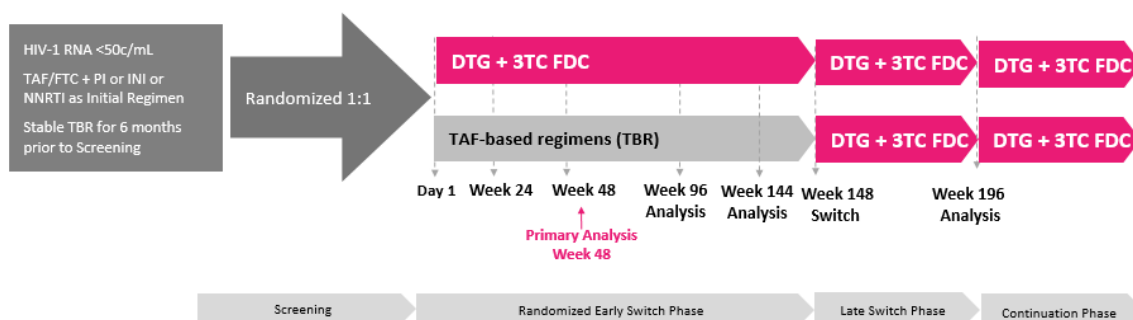 HIV-1 RNA <50c/mL
TAF/FTC + PI or INI or
NNRTI as Initial Regimen
Stable TBR for 6 months
prior to Screening
Randomized 1:1
DTG + 3TC FDC
DTG + 3TC FDC
DTG + 3TC FDC
TAF-based regimens (TBR)
DTG + 3TC FDC
DTG + 3TC FDC
Day 1
Week 24
Week 48
Week 96
Analysis
Week 144
Analysis
Week 148
Switch
Week 196
Analysis
Primary Analysis
Week 48
Screening
Randomized Early Switch Phase
Late Switch Phase
Continuation Phase